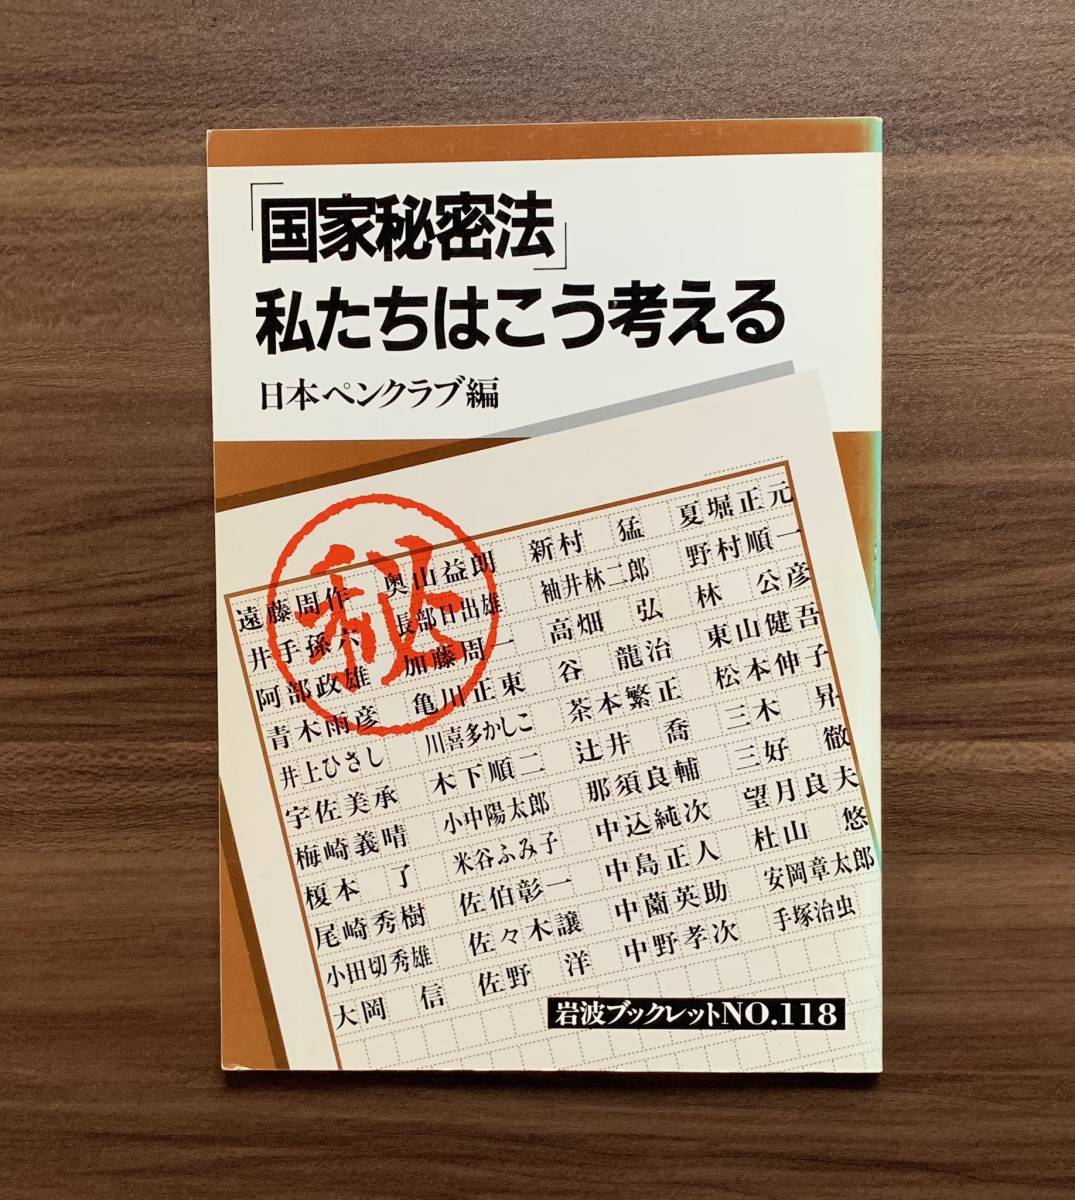 「国家秘密法」
私たちはこう考える
日本ペンクラブ編
秘
遠藤周作 奥山益朗 新村 猛 夏堀正元
井手孫六 長部日出雄 袖井林二郎 野村順一
阿部政雄 加藤周一 高畑 弘 林 公彦
青木雨彦 亀川正東 谷 龍治 東山健吾
井上ひさし 川喜多かしこ 茶本繁正 松本伸子
宇佐美承 木下順二 辻井 喬 三木 昇
梅崎義晴 小中陽太郎 那須良輔 三好 徹
榎本 了 米谷ふみ子 中込純次 望月良夫
尾崎秀樹 佐伯彰一 中島正人 杜山 悠
小田切秀雄 佐々木譲 中薗英助 安岡章太郎
大岡 信 佐野 洋 中野孝次 手塚治虫
岩波ブックレットNO.118